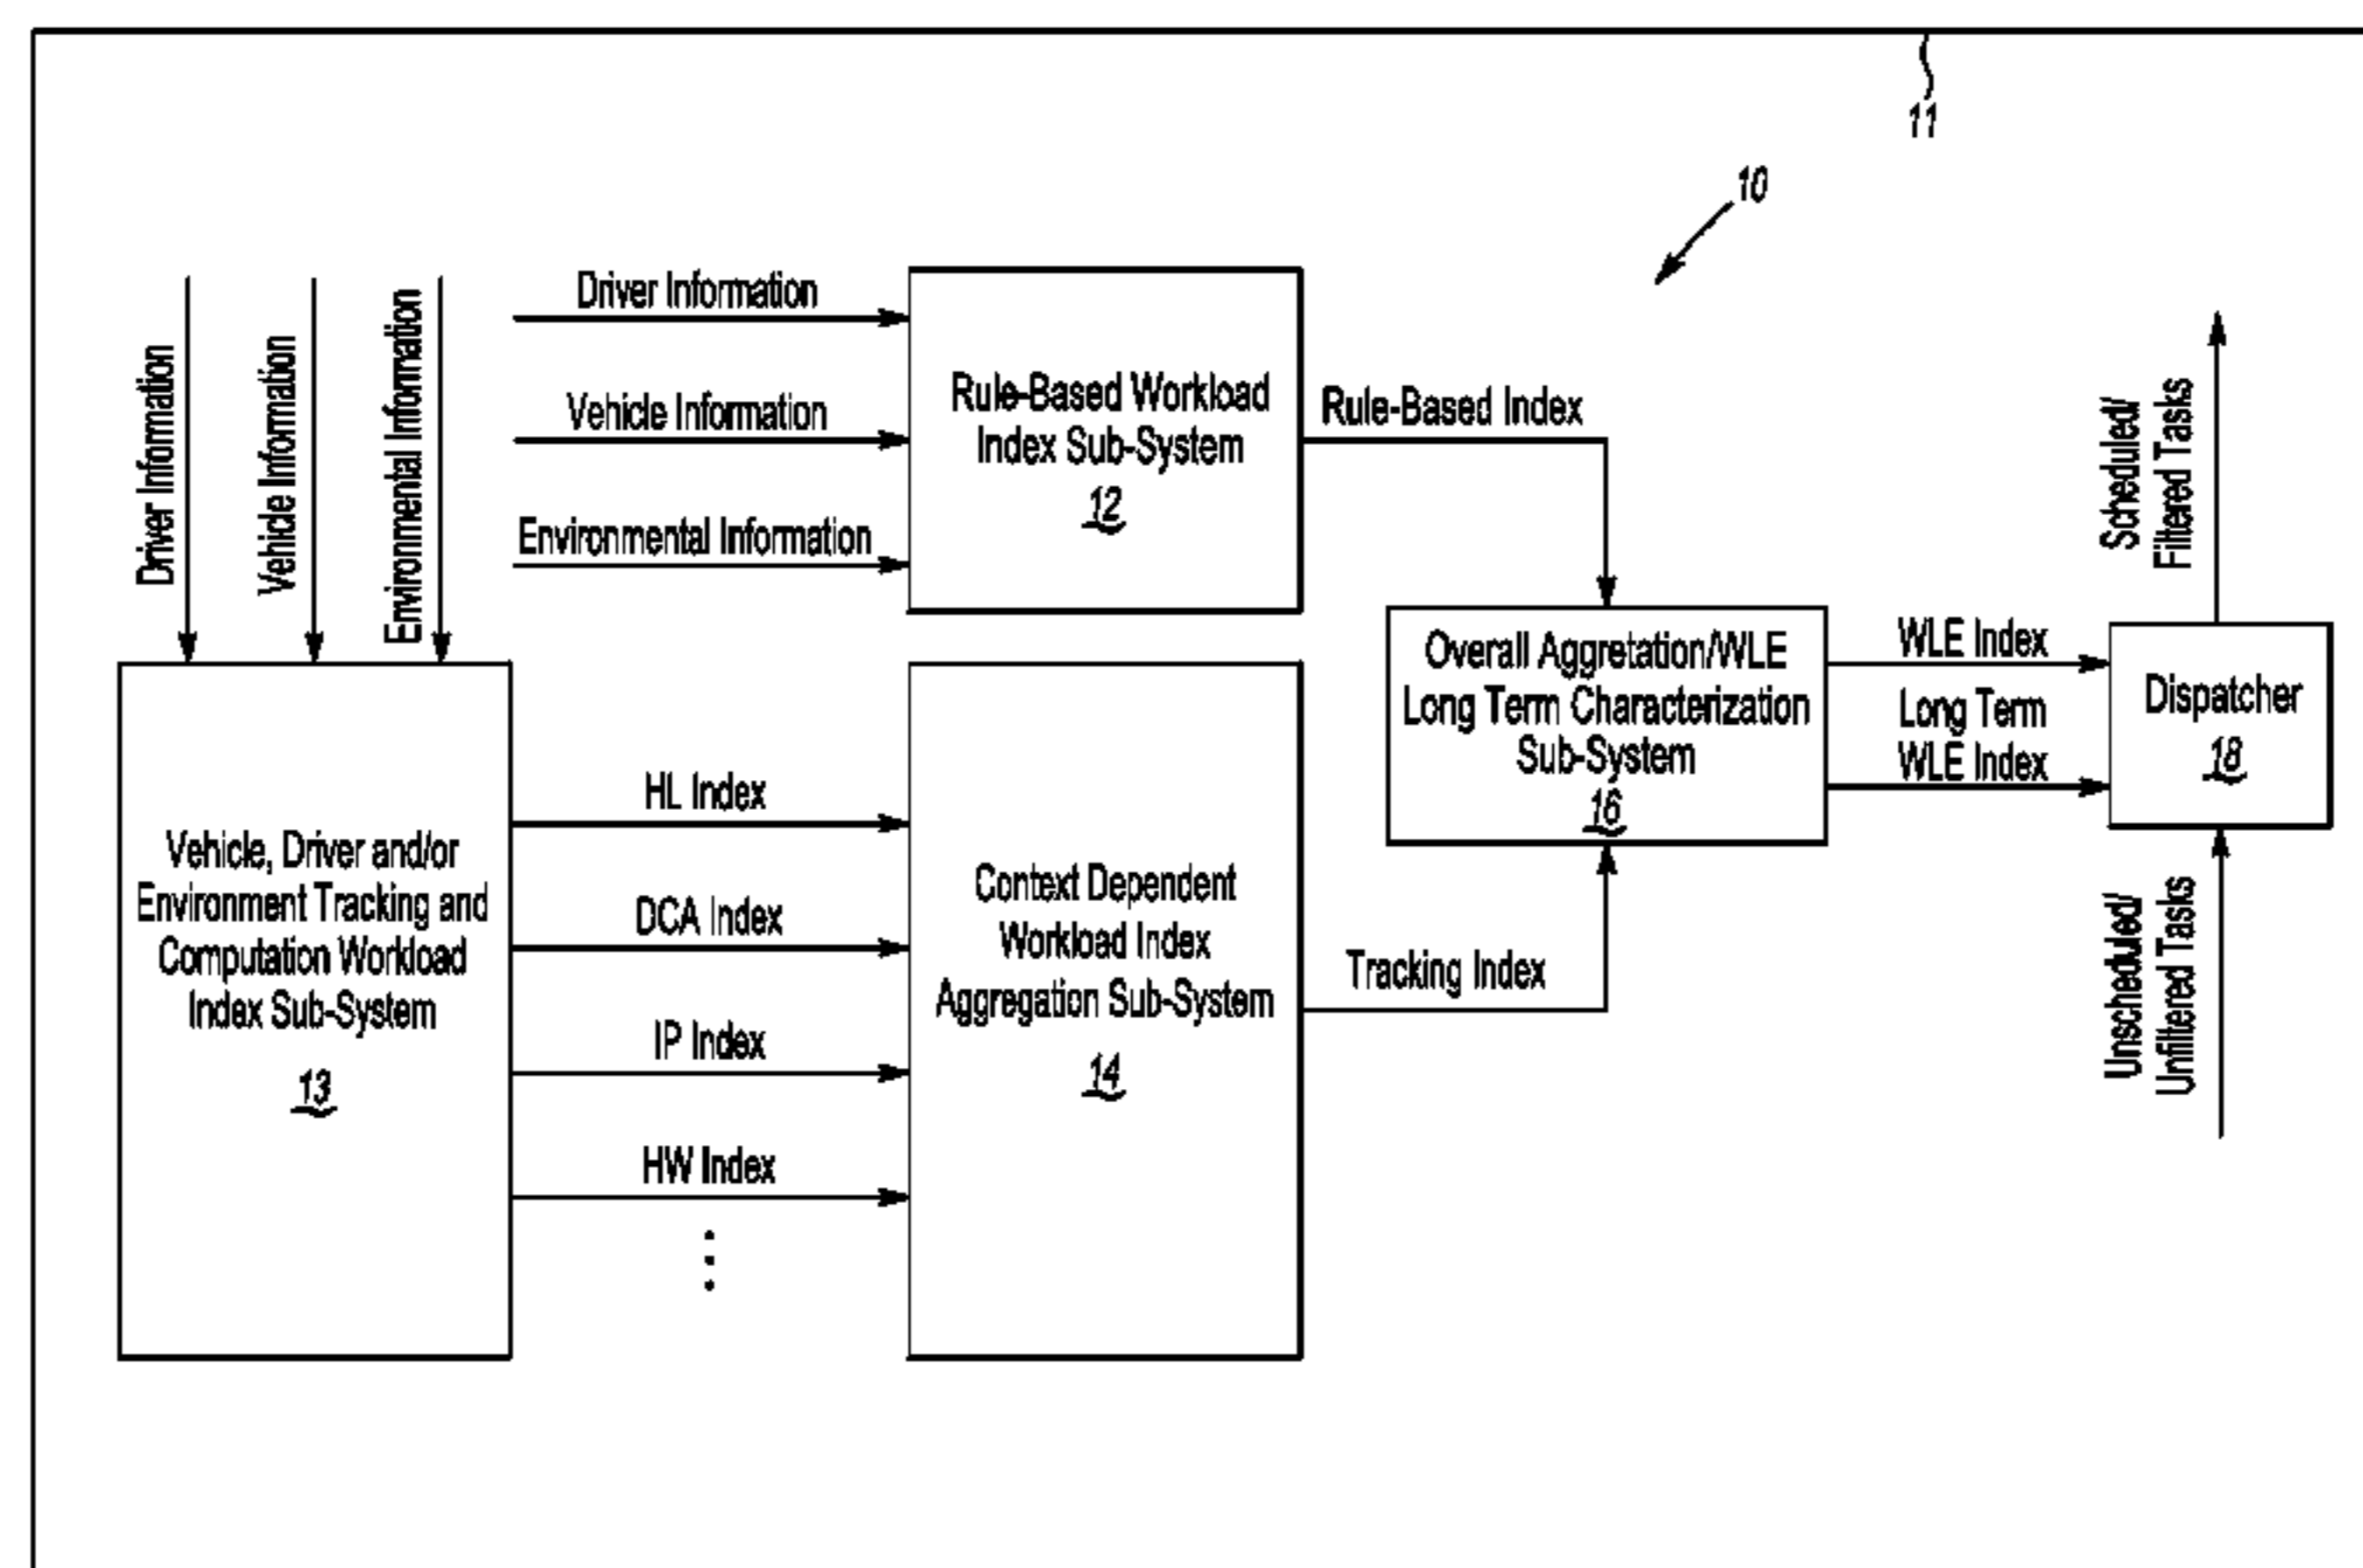 11
10
Driver Information
Vehicle Information
Environmental Information
Driver Information
Vehicle Information
Environmental Information
Rule-Based Workload
Index Sub-System
12
Rule-Based Index
Scheduled/
Filtered Tasks
Vehicle, Driver and/or
Environment Tracking and
Computation Workload
Index Sub-System
13
HL Index
DCA Index
IP Index
HW Index
Context Dependent
Workload Index
Aggregation Sub-System
14
Tracking Index
Overall Aggretation/WLE
Long Term Characterization
Sub-System
16
WLE Index
Long Term
WLE Index
Dispatcher
18
Unscheduled/
Unfiltered Tasks